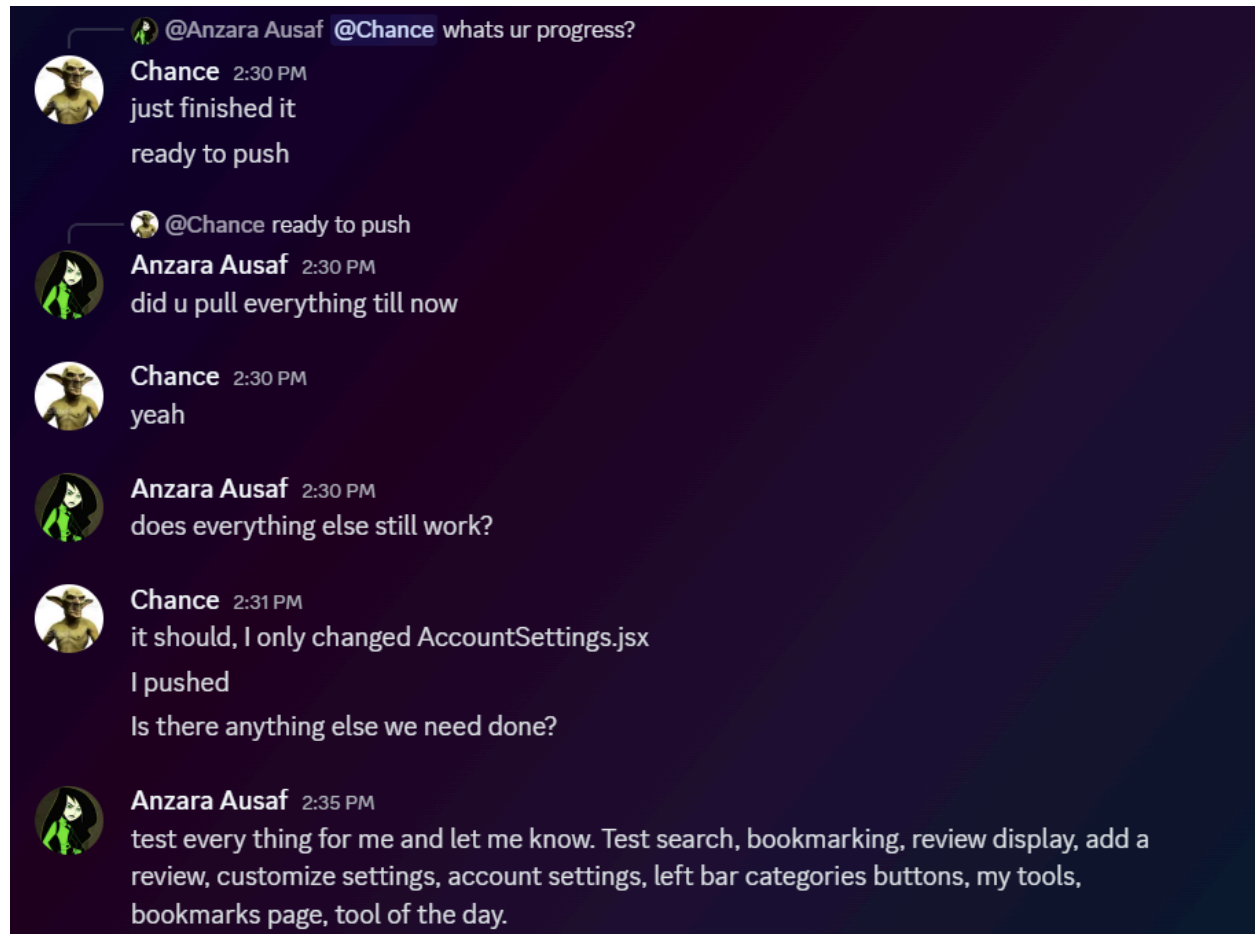 @Anzara Ausaf @Chance whats ur progress?
Chance 2:30 PM
just finished it
ready to push
@Chance ready to push
Anzara Ausaf 2:30 PM
did u pull everything till now
Chance 2:30 PM
yeah
Anzara Ausaf 2:30 PM
does everything else still work?
Chance 2:31 PM
it should, I only changed AccountSettings.jsx
I pushed
Is there anything else we need done?
Anzara Ausaf 2:35 PM
test every thing for me and let me know. Test search, bookmarking, review display, add a
review, customize settings, account settings, left bar categories buttons, my tools,
bookmarks page, tool of the day.